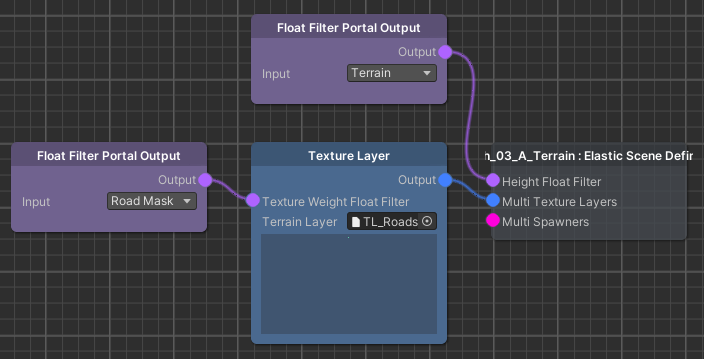 Float Filter Portal Output
Output
Input Terrain
Float Filter Portal Output
Output
Input Road Mask
Texture Layer
Output
Texture Weight Float Filter
Terrain Layer TL_Roads
_03_A_Terrain : Elastic Scene Defir
Height Float Filter
Multi Texture Layers
Multi Spawners